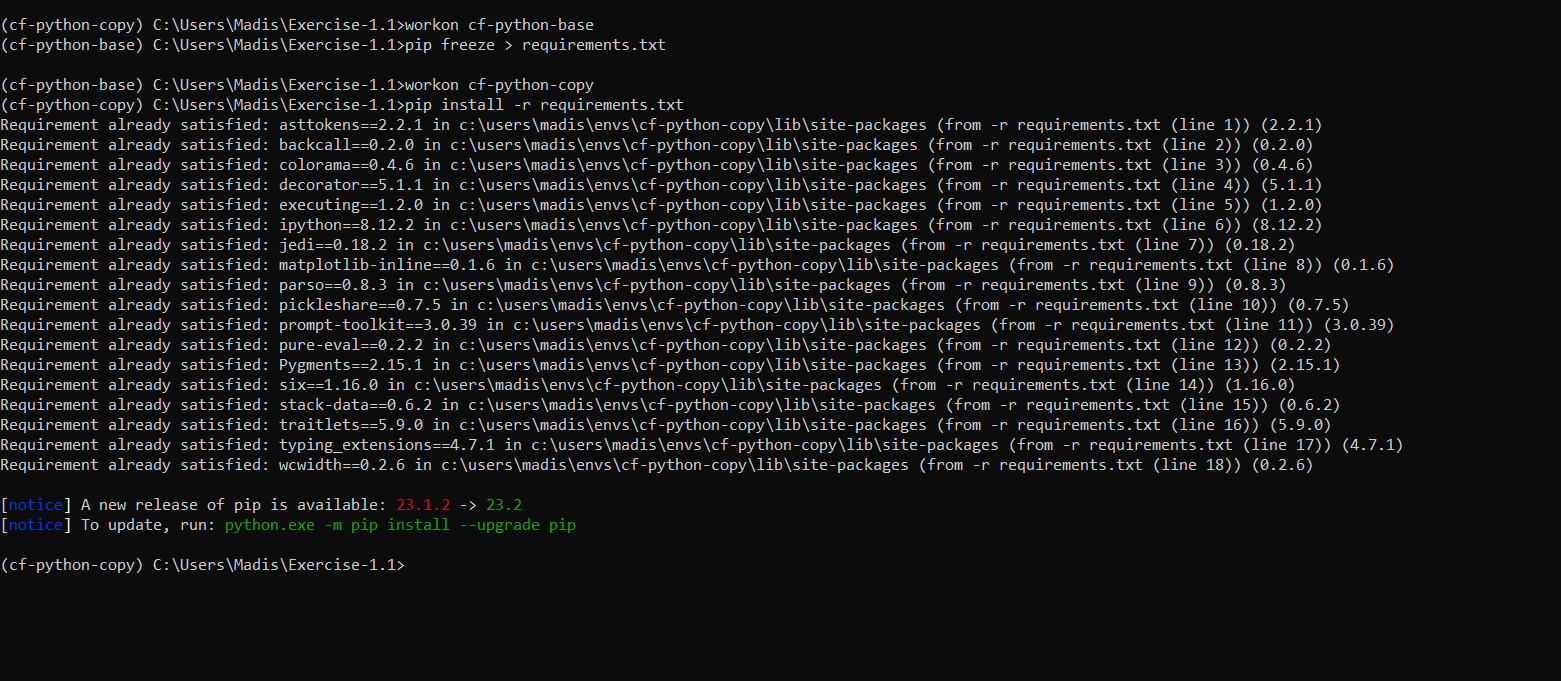 (cf-python-copy) C:\Users\Madis\Exercise-1.1>workon cf-python-base
(cf-python-base) C:\Users\Madis\Exercise-1.1>pip freeze > requirements.txt
(cf-python-base) C:\Users\Madis\Exercise-1.1>workon cf-python-copy
(cf-python-copy) C:\Users\Madis\Exercise-1.1>pip install -r requirements.txt
Requirement already satisfied: asttokens==2.2.1 in c:\users\madis\envs\cf-python-copy\lib\site-packages (from -r requirements.txt (line 1)) (2.2.1)
Requirement already satisfied: backcall==0.2.0 in c:\users\madis\envs\cf-python-copy\lib\site-packages (from -r requirements.txt (line 2)) (0.2.0)
Requirement already satisfied: colorama==0.4.6 in c:\users\madis\envs\cf-python-copy\lib\site-packages (from -r requirements.txt (line 3)) (0.4.6)
Requirement already satisfied: decorator==5.1.1 in c:\users\madis\envs\cf-python-copy\lib\site-packages (from -r requirements.txt (line 4)) (5.1.1)
Requirement already satisfied: executing==1.2.0 in c:\users\madis\envs\cf-python-copy\lib\site-packages (from -r requirements.txt (line 5)) (1.2.0)
Requirement already satisfied: ipython==8.12.2 in c:\users\madis\envs\cf-python-copy\lib\site-packages (from -r requirements.txt (line 6)) (8.12.2)
Requirement already satisfied: jedi==0.18.2 in c:\users\madis\envs\cf-python-copy\lib\site-packages (from -r requirements.txt (line 7)) (0.18.2)
Requirement already satisfied: matplotlib-inline==0.1.6 in c:\users\madis\envs\cf-python-copy\lib\site-packages (from -r requirements.txt (line 8)) (0.1.6)
Requirement already satisfied: parso==0.8.3 in c:\users\madis\envs\cf-python-copy\lib\site-packages (from -r requirements.txt (line 9)) (0.8.3)
Requirement already satisfied: pickleshare==0.7.5 in c:\users\madis\envs\cf-python-copy\lib\site-packages (from -r requirements.txt (line 10)) (0.7.5)
Requirement already satisfied: prompt-toolkit==3.0.39 in c:\users\madis\envs\cf-python-copy\lib\site-packages (from -r requirements.txt (line 11)) (3.0.39)
Requirement already satisfied: pure-eval==0.2.2 in c:\users\madis\envs\cf-python-copy\lib\site-packages (from -r requirements.txt (line 12)) (0.2.2)
Requirement already satisfied: Pygments==2.15.1 in c:\users\madis\envs\cf-python-copy\lib\site-packages (from -r requirements.txt (line 13)) (2.15.1)
Requirement already satisfied: six==1.16.0 in c:\users\madis\envs\cf-python-copy\lib\site-packages (from -r requirements.txt (line 14)) (1.16.0)
Requirement already satisfied: stack-data==0.6.2 in c:\users\madis\envs\cf-python-copy\lib\site-packages (from -r requirements.txt (line 15)) (0.6.2)
Requirement already satisfied: traitlets==5.9.0 in c:\users\madis\envs\cf-python-copy\lib\site-packages (from -r requirements.txt (line 16)) (5.9.0)
Requirement already satisfied: typing_extensions==4.7.1 in c:\users\madis\envs\cf-python-copy\lib\site-packages (from -r requirements.txt (line 17)) (4.7.1)
Requirement already satisfied: wcwidth==0.2.6 in c:\users\madis\envs\cf-python-copy\lib\site-packages (from -r requirements.txt (line 18)) (0.2.6)
[notice] A new release of pip is available: 23.1.2 -> 23.2
[notice] To update, run: python.exe -m pip install --upgrade pip
(cf-python-copy) C:\Users\Madis\Exercise-1.1>